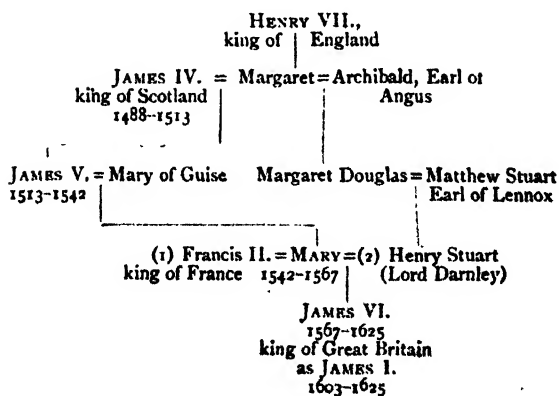 HENRY VII.,
king of England
JAMES IV. = Margaret = Archibald, Earl of
king of Scotland Angus
1488-1513
JAMES V. = Mary of Guise Margaret Douglas = Matthew Stuart
1513-1542 Earl of Lennox
(1) Francis II. = MARY = (2) Henry Stuart
king of France 1542-1567 (Lord Darnley)
JAMES VI.
1567-1625
king of Great Britain
as JAMES I.
1603-1625